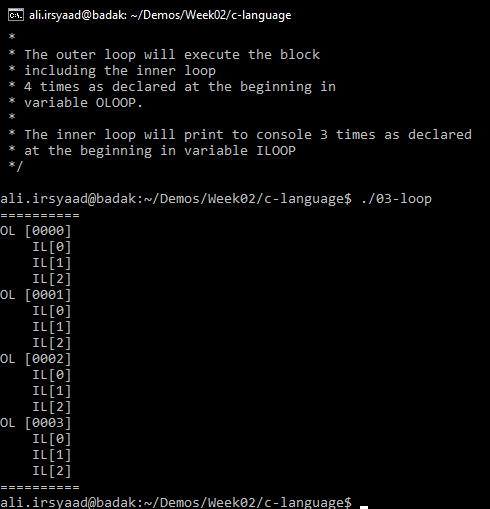 ali.irsyaad@badak: ~/Demos/Week02/c-language
*
* The outer loop will execute the block
* including the inner loop
* 4 times as declared at the beginning in
* variable OLOOP.
*
* The inner loop will print to console 3 times as declared
* at the beginning in variable ILOOP
*/
ali.irsyaad@badak:~/Demos/Week02/c-language$ ./03-loop
==========
OL [0000]
    IL[0]
    IL[1]
    IL[2]
OL [0001]
    IL[0]
    IL[1]
    IL[2]
OL [0002]
    IL[0]
    IL[1]
    IL[2]
OL [0003]
    IL[0]
    IL[1]
    IL[2]
==========
ali.irsyaad@badak:~/Demos/Week02/c-language$